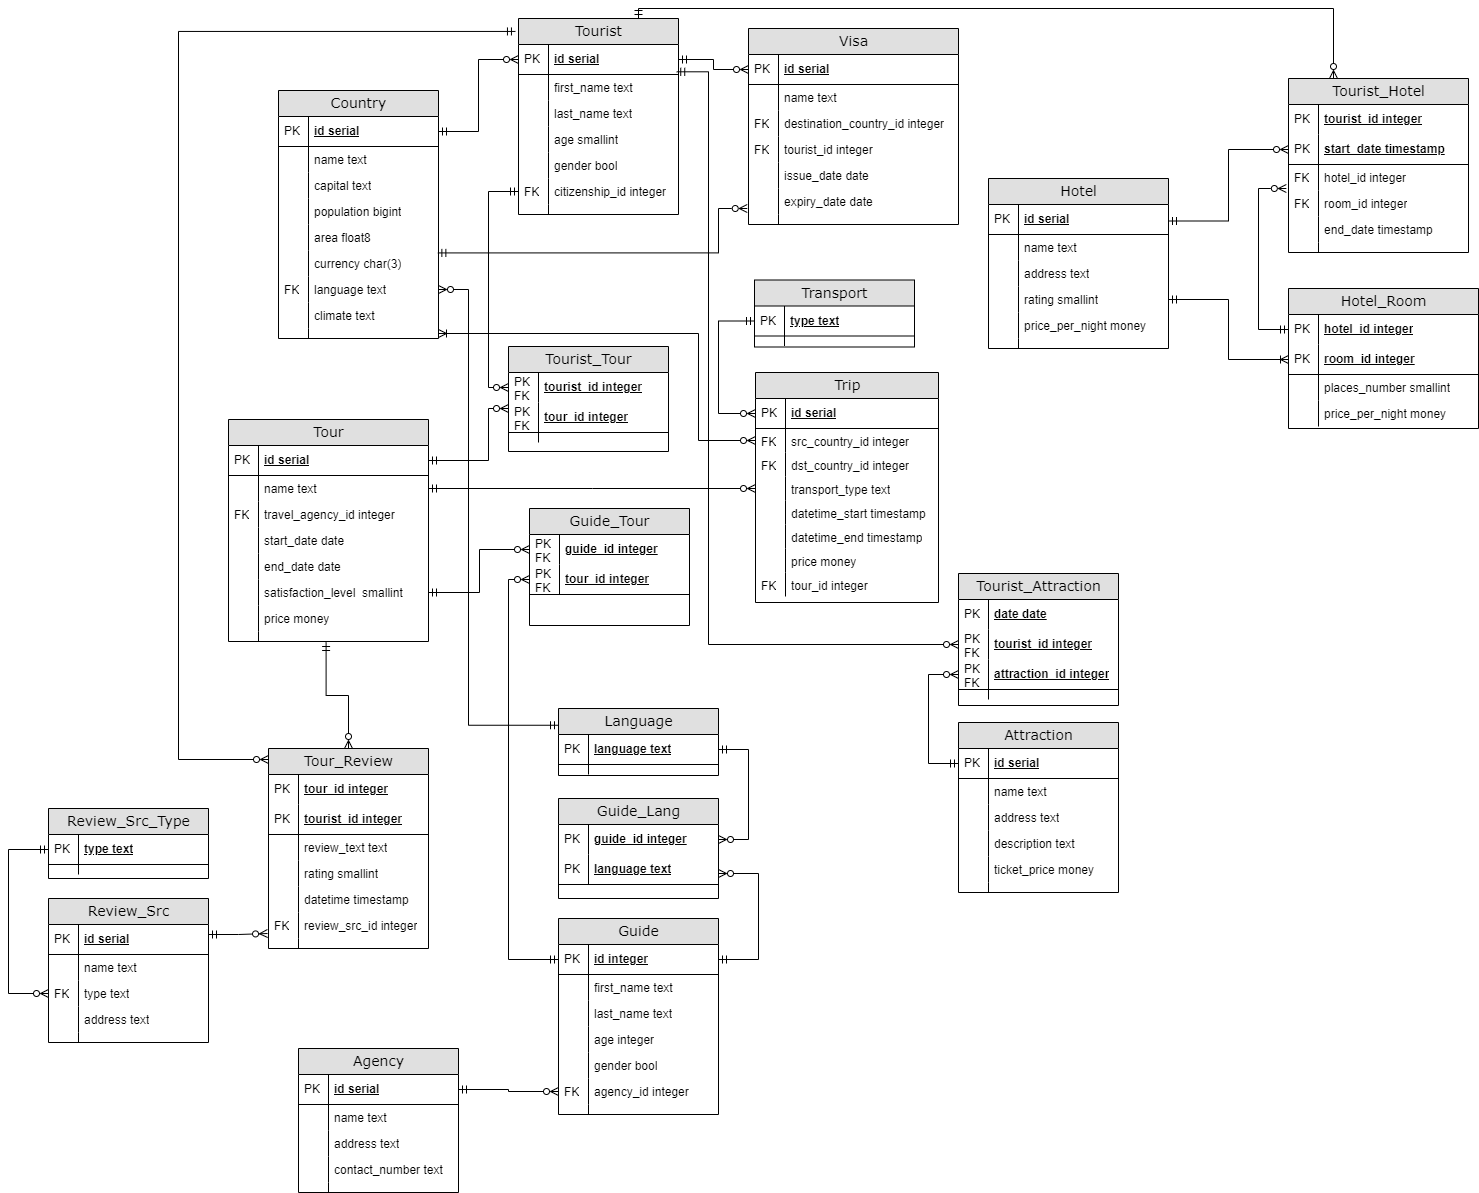 Tourist
PK id serial
first_name text
last_name text
age smallint
gender bool
FK citizenship_id integer
Visa
PK id serial
name text
FK destination_country_id integer
FK tourist_id integer
issue_date date
expiry_date date
Tourist_Hotel
PK tourist_id integer
PK start_date timestamp
FK hotel_id integer
FK room_id integer
end_date timestamp
Country
PK id serial
name text
capital text
population bigint
area float8
currency char(3)
FK language text
climate text
Hotel
PK id serial
name text
address text
rating smallint
price_per_night money
Transport
PK type text
Hotel_Room
PK hotel_id integer
PK room_id integer
places_number smallint
price_per_night money
Tourist_Tour
PK
FK tourist_id integer
PK
FK tour_id integer
Trip
PK id serial
FK src_country_id integer
FK dst_country_id integer
transport_type text
datetime_start timestamp
datetime_end timestamp
price money
FK tour_id integer
Tour
PK id serial
name text
FK travel_agency_id integer
start_date date
end_date date
satisfaction_level smallint
price money
Guide_Tour
PK
FK guide_id integer
PK
FK tour_id integer
Tourist_Attraction
PK date date
PK
FK tourist_id integer
PK
FK attraction_id integer
Language
PK language text
Attraction
PK id serial
name text
address text
description text
ticket_price money
Tour_Review
PK tour_id integer
PK tourist_id integer
review_text text
rating smallint
datetime timestamp
FK review_src_id integer
Guide_Lang
PK guide_id integer
PK language text
Review_Src_Type
PK type text
Review_Src
PK id serial
name text
FK type text
address text
Guide
PK id integer
first_name text
last_name text
age integer
gender bool
FK agency_id integer
Agency
PK id serial
name text
address text
contact_number text